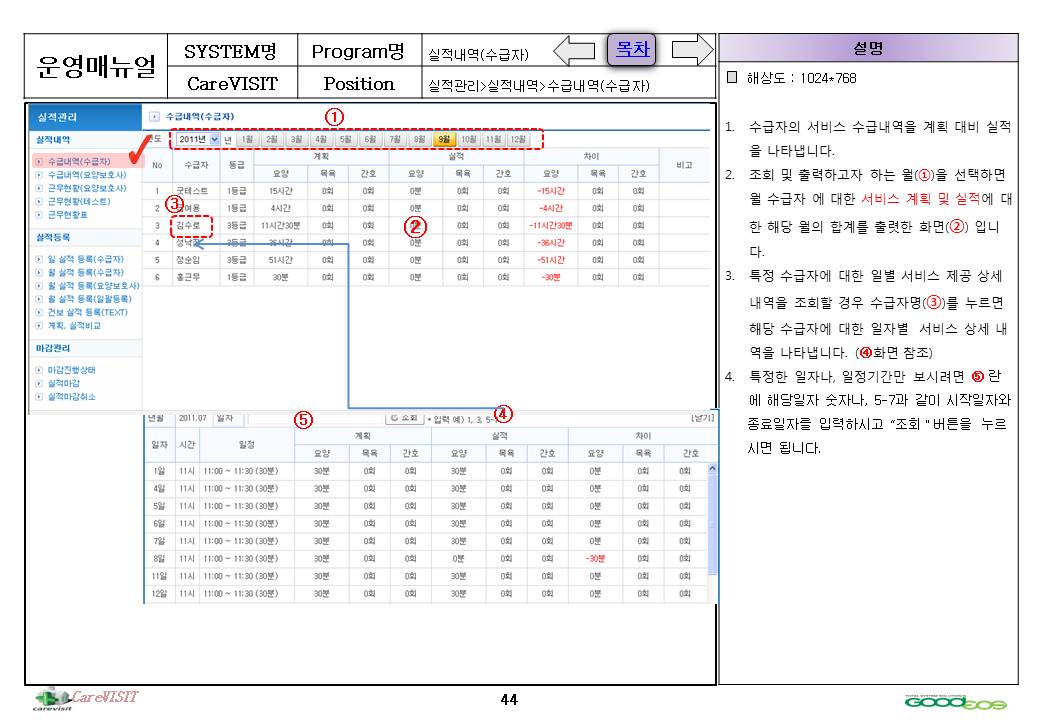 운영매뉴얼
SYSTEM명
Program명
실적내역(수급자)
목차
설명
CareVISIT
Position
실적관리>실적내역>수급내역(수급자)
해상도 : 1024*768
1. 수급자의 서비스 수급내역을 계획 대비 실적
을 나타냅니다.
2. 조회 및 출력하고자 하는 월(①)을 선택하면
월 수급자 에 대한 서비스 계획 및 실적에 대
한 해당 월의 합계를 출렷한 화면(②) 입니
다.
3. 특정 수급자에 대한 일별 서비스 제공 상세
내역을 조회할 경우 수급자명(③)를 누르면
해당 수급자에 대한 일자별 서비스 상세 내
역을 나타냅니다. (④화면 참조)
4. 특정한 일자나, 일정기간만 보시려면 ⑤ 란
에 해당일자 숫자나, 5-7과 같이 시작일자와
종료일자를 입력하시고 "조회 "버튼을 누르
시면 됩니다.
실적관리
실적내역
수급내역(수급자)
수급내역(요양보호사)
근무현황(요양보호사)
근무현황(테스트)
근무현황표
실적등록
일 실적 등록(수급자)
월 실적 등록(수급자)
월 실적 등록(요양보호사)
월 실적 등록(일괄등록)
건보 실적 등록(TEXT)
계획, 실적비교
마감관리
마감진행상태
실적마감
실적마감취소
수급내역(수급자)
①
2011년 년 1월 2월 3월 4월 5월 6월 7월 8월 9월 10월 11월 12월
No 수급자 등급 계획 실적 차이 비고
요양 목욕 간호 요양 목욕 간호 요양 목욕 간호
1 굿테스트 1등급 15시간 0회 0회 0분 0회 0회 -15시간 0회 0회
③
2 1등급 4시간 0회 0회 0분 0회 0회 -4시간 0회 0회
3 김수로 3등급 11시간30분 0회 0회 ② 0회 0회 -11시간30분 0회 0회
4 3등급 36시간 0회 0회 0분 0회 0회 -36시간 0회 0회
5 정순임 3등급 51시간 0회 0회 0분 0회 0회 -51시간 0회 0회
6 홍근무 1등급 30분 0회 0회 0분 0회 0회 -30분 0회 0회
년월 2011.07 일자 ⑤ 조회 * 입력 예) 1, 3, 5- ④ [닫기]
일자 시간 일정 계획 실적 차이
요양 목욕 간호 요양 목욕 간호 요양 목욕 간호
1일 11시 11:00 ~ 11:30 (30분) 30분 0회 0회 30분 0회 0회 0분 0회 0회
4일 11시 11:00 ~ 11:30 (30분) 30분 0회 0회 30분 0회 0회 0분 0회 0회
5일 11시 11:00 ~ 11:30 (30분) 30분 0회 0회 30분 0회 0회 0분 0회 0회
6일 11시 11:00 ~ 11:30 (30분) 30분 0회 0회 30분 0회 0회 0분 0회 0회
7일 11시 11:00 ~ 11:30 (30분) 30분 0회 0회 30분 0회 0회 0분 0회 0회
8일 11시 11:00 ~ 11:30 (30분) 30분 0회 0회 0분 0회 0회 -30분 0회 0회
11일 11시 11:00 ~ 11:30 (30분) 30분 0회 0회 30분 0회 0회 0분 0회 0회
12일 11시 11:00 ~ 11:30 (30분) 30분 0회 0회 30분 0회 0회 0분 0회 0회
CareVISIT
carevisit
44
TOTAL SYSTEM SOLUTIONS
GOODEOS